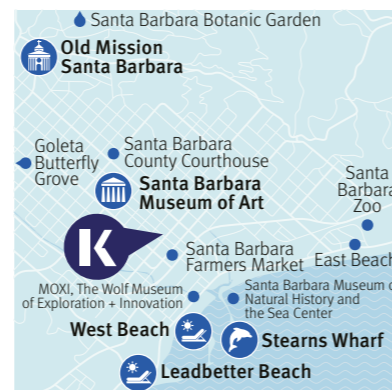 Santa Barbara Botanic Garden
Old Mission
Santa Barbara
Goleta
Butterfly
Grove
Santa Barbara
County Courthouse
Santa Barbara
Museum of Art
Santa
Barbara
Zoo
K
Santa Barbara
Farmers Market
East Beach
MOXI, The Wolf Museum
of Exploration + Innovation
Santa Barbara Museum o
Natural History and
the Sea Center
West Beach
Stearns Wharf
Leadbetter Beach